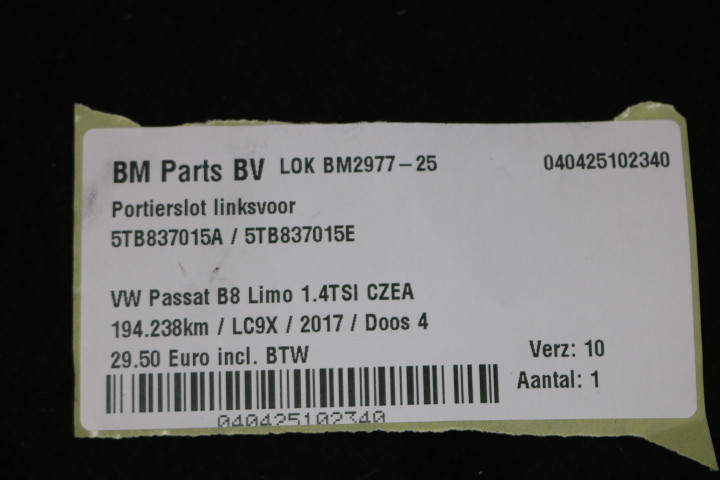 BM Parts BV LOK BM2977-25 040425102340
Portierslot linksvoor
5TB837015A / 5TB837015E
VW Passat B8 Limo 1.4TSI CZEA
194.238km / LC9X / 2017 / Doos 4
29.50 Euro incl. BTW Verz: 10
Aantal: 1
040425102340